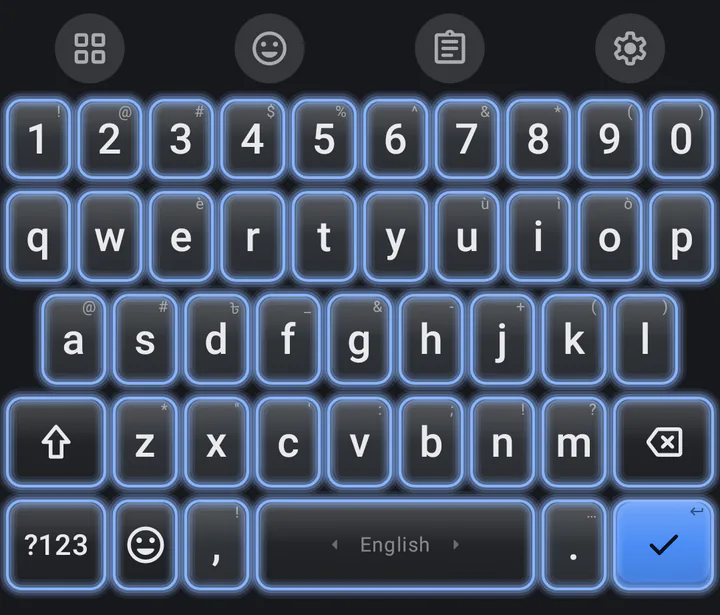 ! @ # $ % ^ & * ( )
1 2 3 4 5 6 7 8 9 0
è ù ì ò
q w e r t y u i o p
@ # _ & - + ( )
a s d f g h j k l
* " ' : ; ! ?
z x c v b n m
! ...
?123 , English .